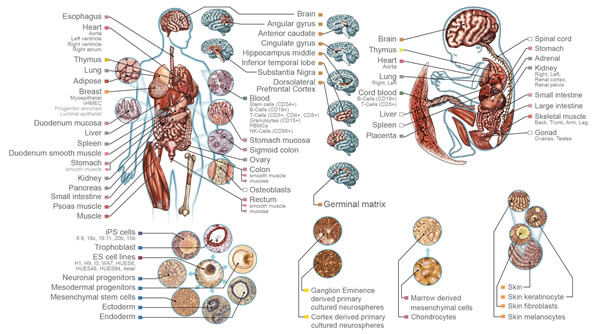 Esophagus
Heart
Aorta
Left ventricle
Right ventricle
Right atrium
Thymus
Lung
Adipose
Breast
Myoepithelial
vHMEC
Progenitor enriched
Luminal epithelial
Duodenum mucosa
Liver
Spleen
Duodenum smooth muscle
Stomach
smooth muscle
Kidney
Pancreas
Small intestine
Psoas muscle
Muscle
Brain
Angular gyrus
Anterior caudate
Cingulate gyrus
Hippocampus middle
Inferior temporal lobe
Substantia Nigra
Dorsolateral
Prefrontal Cortex
Blood
Stem cells (CD34+)
B-Cells (CD19+)
T-Cells (CD3+, CD4+, CD8+)
Granulocytes (CD15+)
PBMCs
NK-Cells (CD56+)
Stomach mucosa
Sigmoid colon
Ovary
Colon
smooth muscle
mucosa
Osteoblasts
Rectum
smooth muscle
mucosa
Germinal matrix
Brain
Thymus
Heart
Aorta
Lung
Right, Left
Cord blood
B-Cells (CD19+)
T-Cells (CD3+)
Liver
Spleen
Placenta
Spinal cord
Stomach
Adrenal
Kidney
Right, Left,
Renal cortex,
Renal pelvis
Small intestine
Large intestine
Skeletal muscle
Back, Trunk, Arm, Leg
Gonad
Ovaries, Testes
iPS cells
6.9, 18c, 19.11, 20b, 15b
Trophoblast
ES cell lines
H1, H9, I3, WA7, HUES6,
HUES48, HUES64, 4star
Neuronal progenitors
Mesodermal progenitors
Mesenchymal stem cells
Ectoderm
Endoderm
Ganglion Eminence
derived primary
cultured neurospheres
Cortex derived primary
cultured neurospheres
Marrow derived
mesenchymal cells
Chondrocytes
Skin
Skin keratinocyte
Skin fibroblasts
Skin melanocytes